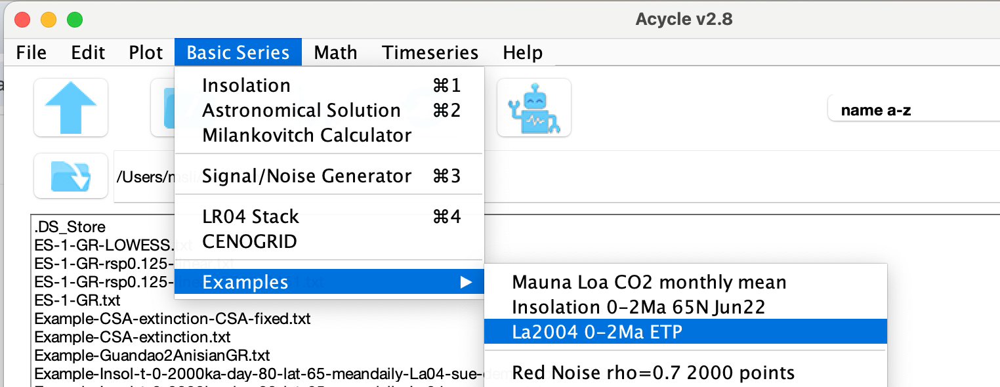 Acycle v2.8
File Edit Plot Basic Series Math Timeseries Help
Insolation ⌘1
Astronomical Solution ⌘2
Milankovitch Calculator
name a-z
/Users/
Signal/Noise Generator ⌘3
LR04 Stack ⌘4
CENOGRID
Examples
.DS_Store
ES-1-GR-LOWESS.txt
ES-1-GR-rsp0.125-linear.txt
ES-1-GR-rsp0.125-
ES-1-GR.txt
Example-CSA-extinction-CSA-fixed.txt
Example-CSA-extinction.txt
Example-Guandao2AnisianGR.txt
Example-Insol-t-0-2000ka-day-80-lat-65-meandaily-La04-sue-
Mauna Loa CO2 monthly mean
Insolation 0-2Ma 65N Jun22
La2004 0-2Ma ETP
Red Noise rho=0.7 2000 points